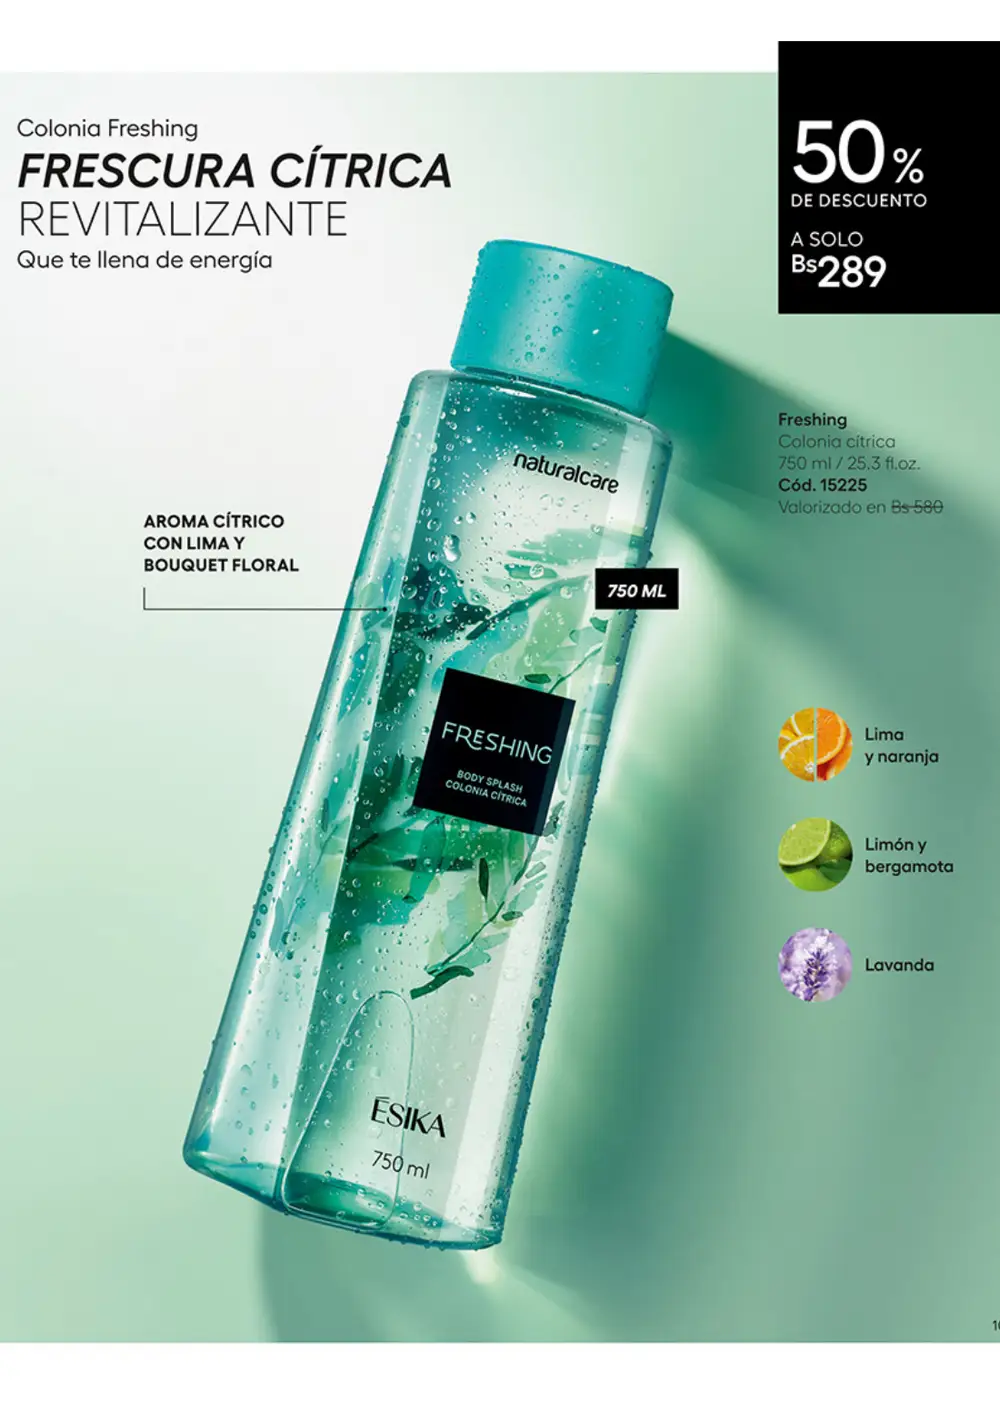 Colonia Freshing
FRESCURA CÍTRICA
REVITALIZANTE
Que te llena de energía
50%
DE DESCUENTO
A SOLO
Bs289
Freshing
Colonia cítrica
750 ml / 25,3 fl.oz.
Cód. 15225
Valorizado en Bs 580
naturalcare
AROMA CÍTRICO
CON LIMA Y
BOUQUET FLORAL
750 ML
FRESHING
BODY SPLASH
COLONIA CÍTRICA
Lima
y naranja
Limón y
bergamota
Lavanda
ÉSIKA
750 ml